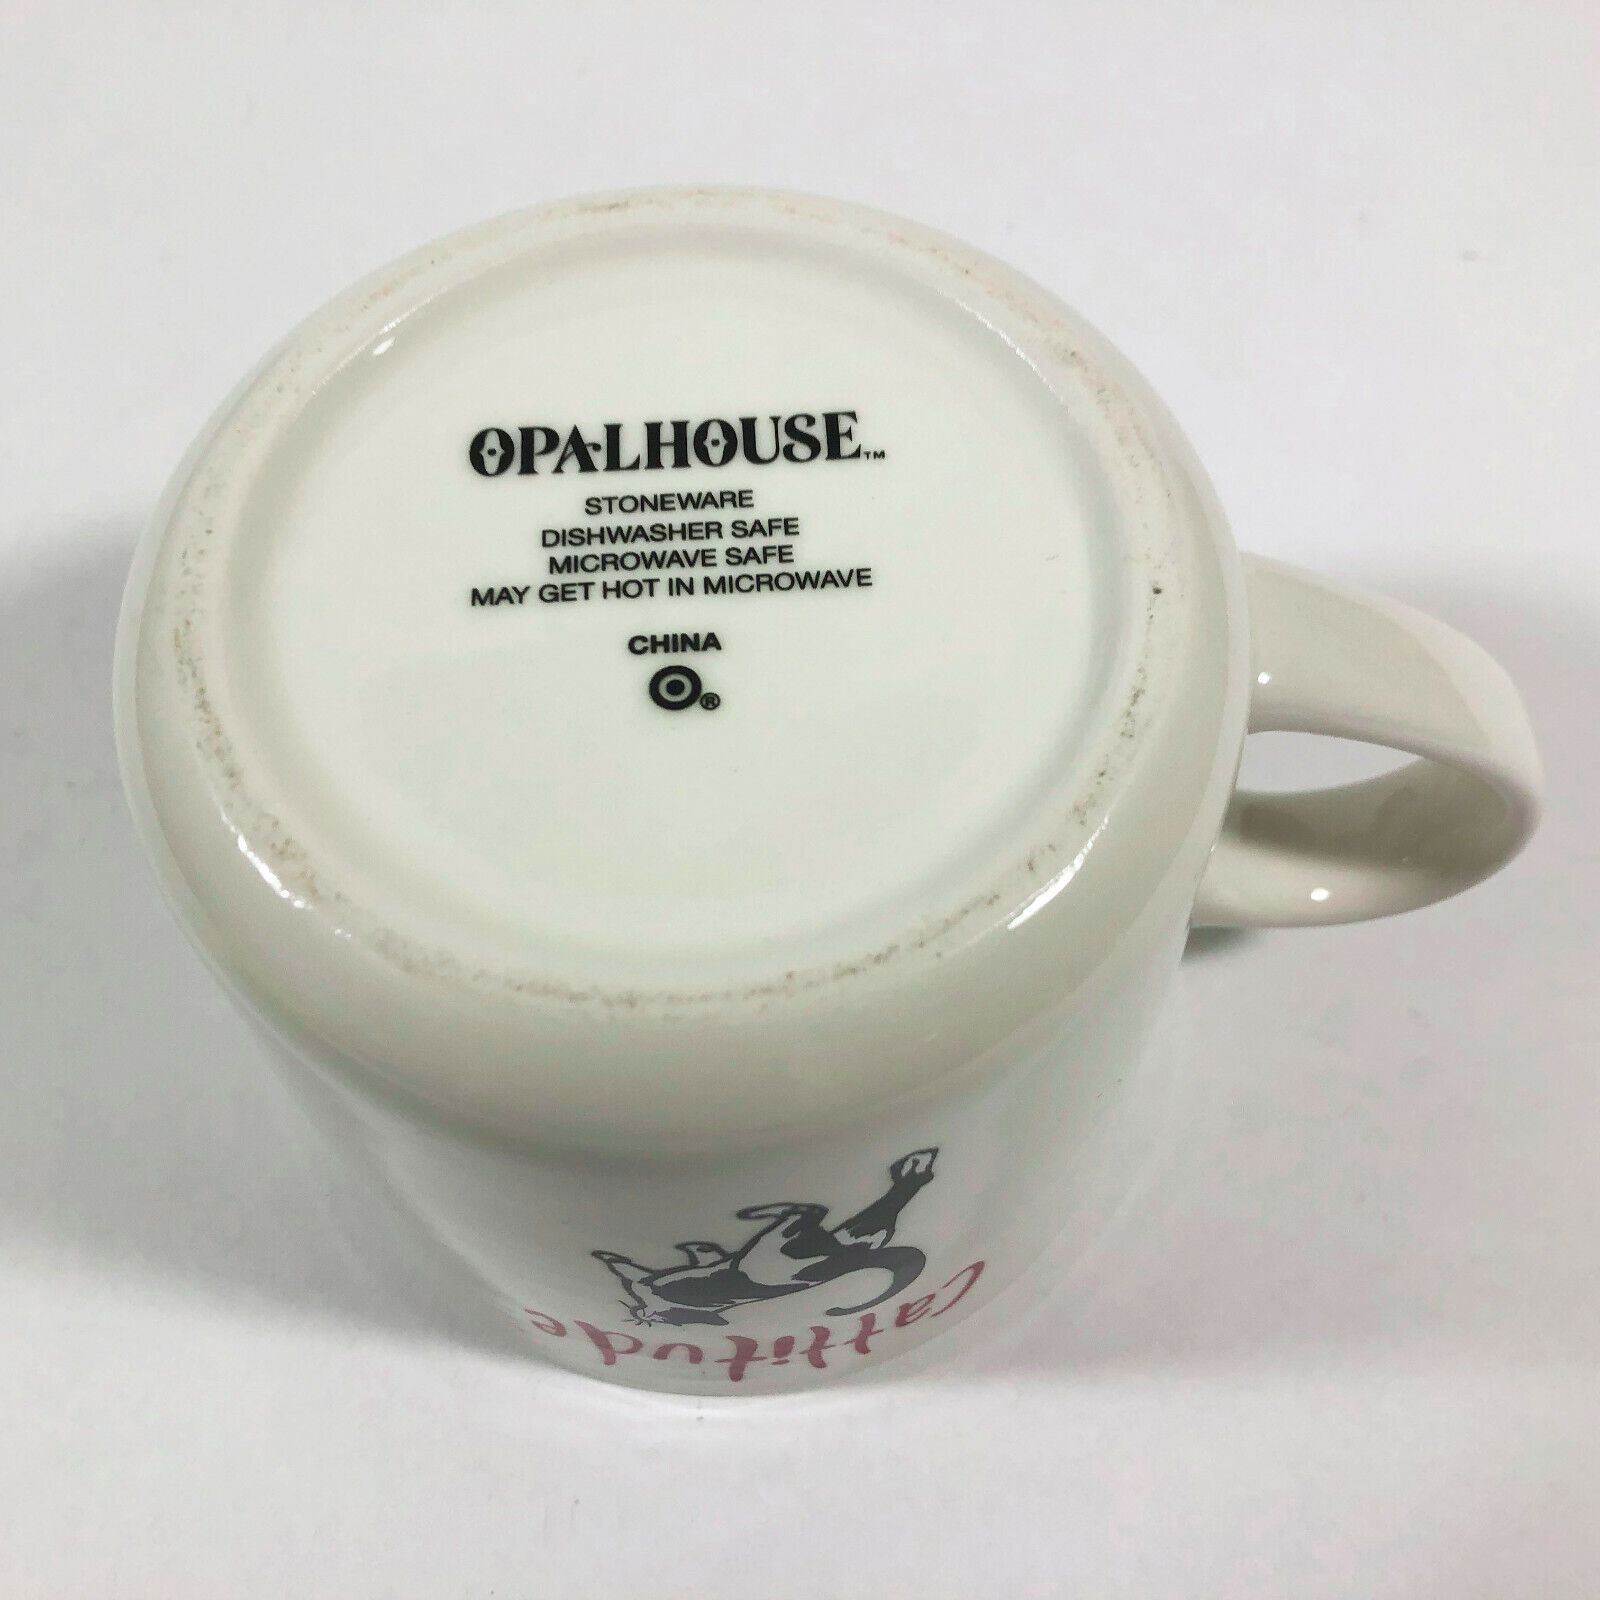 OPALHOUSE™
STONEWARE
DISHWASHER SAFE
MICROWAVE SAFE
MAY GET HOT IN MICROWAVE
CHINA
®
Cattitude